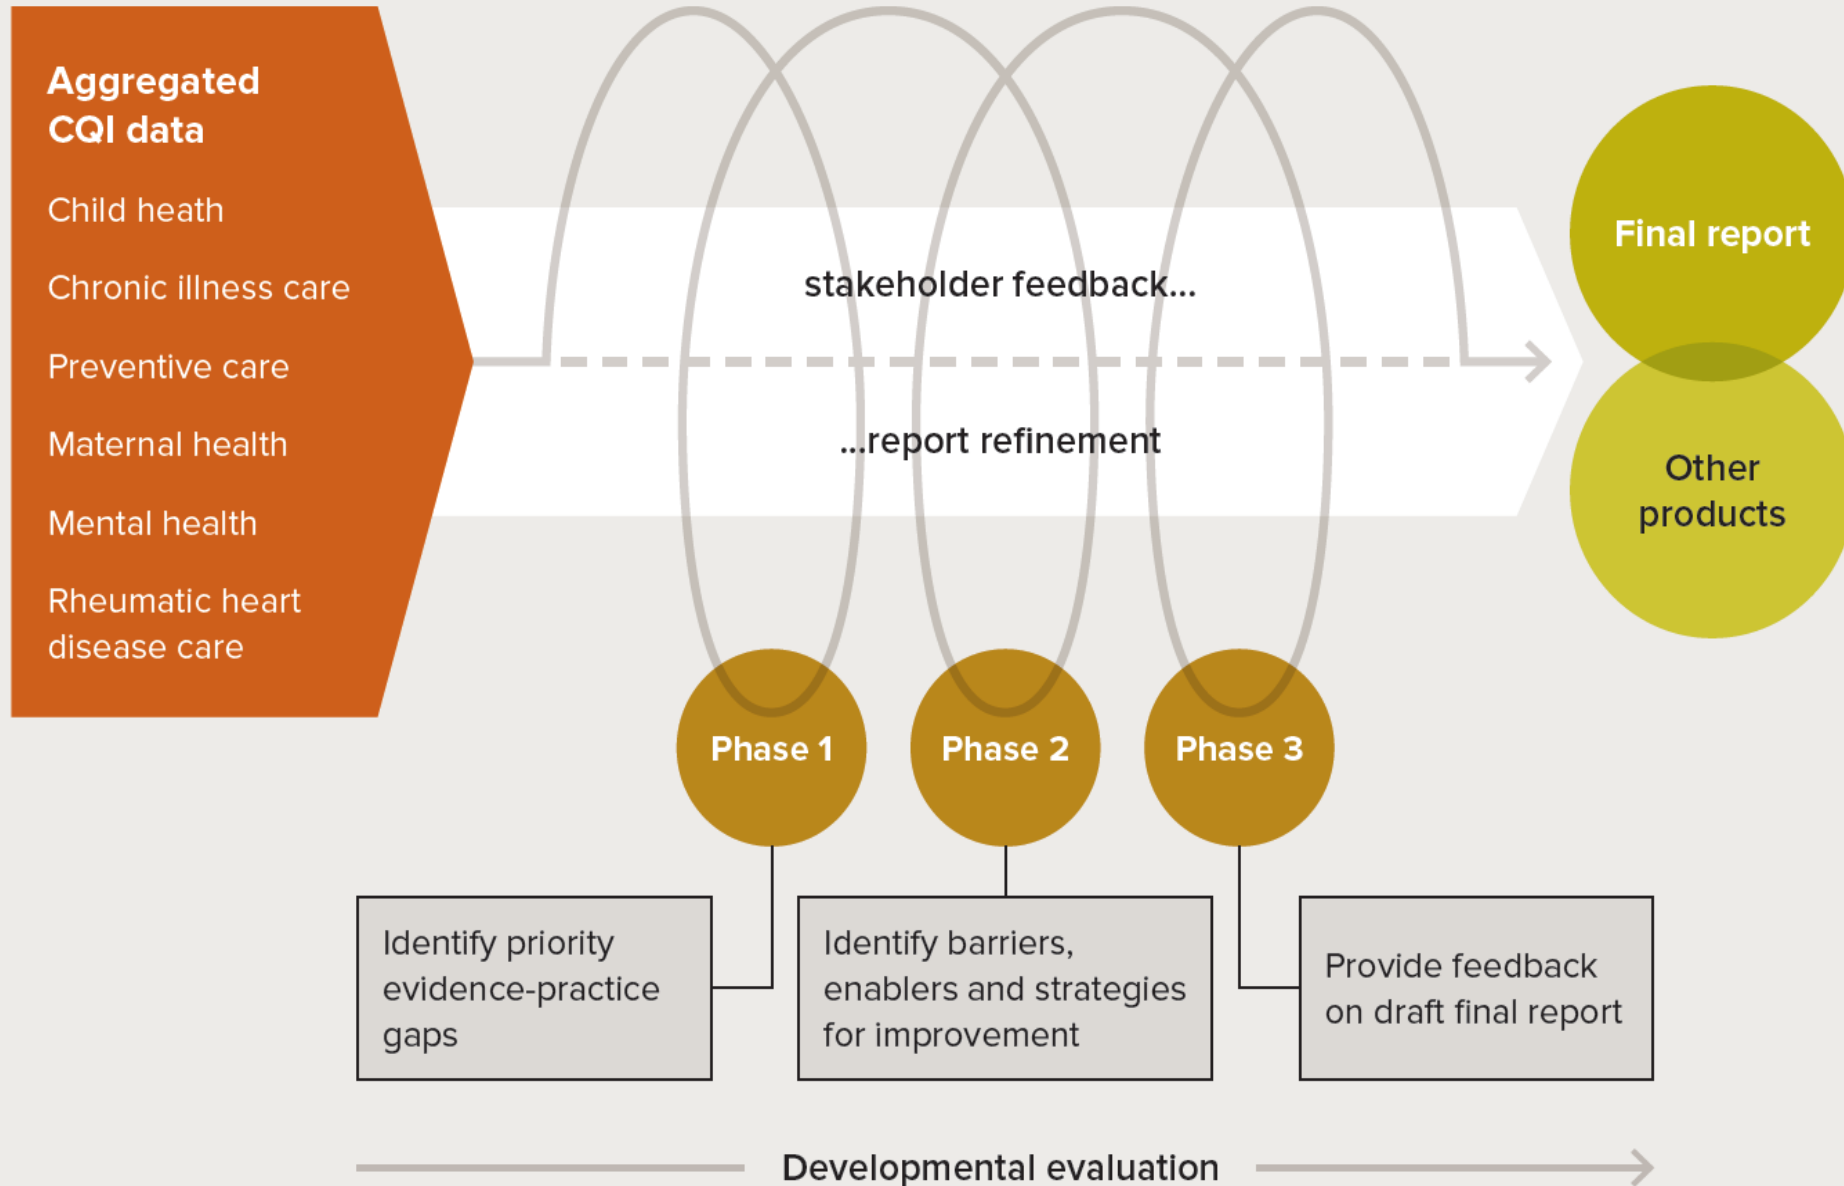 Aggregated
CQI data
Child heath
Chronic illness care
Preventive care
Maternal health
Mental health
Rheumatic heart
disease care
stakeholder feedback...
...report refinement
Final report
Other
products
Phase 1
Phase 2
Phase 3
Identify priority
evidence-practice
gaps
Identify barriers,
enablers and strategies
for improvement
Provide feedback
on draft final report
Developmental evaluation